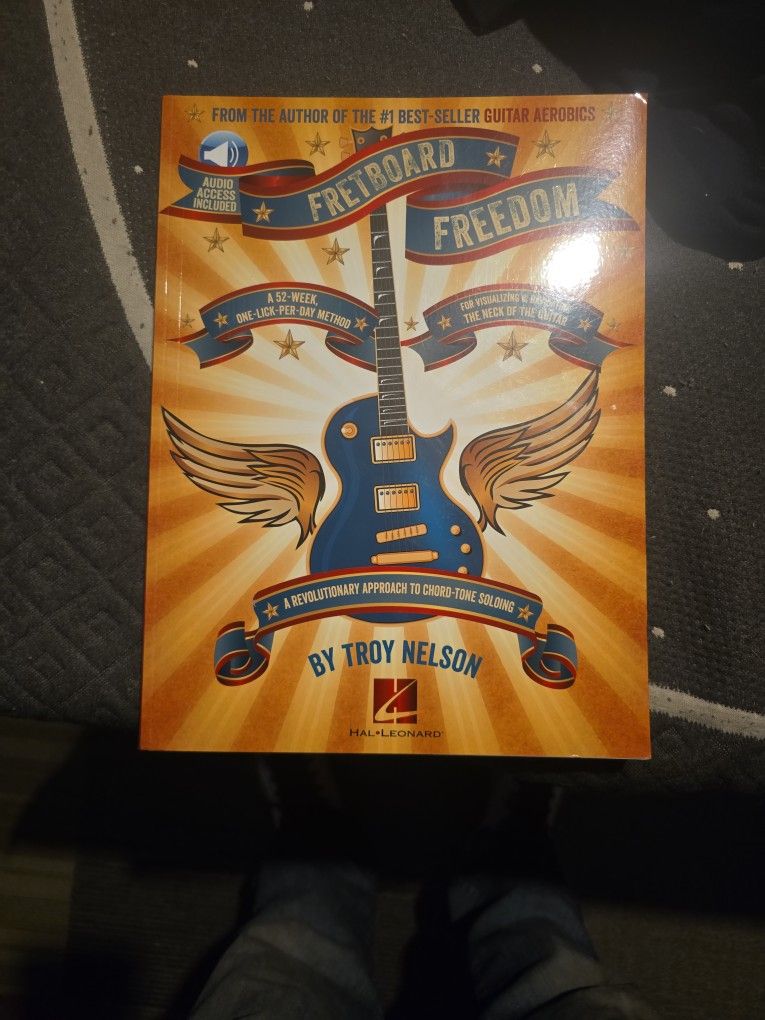 FROM THE AUTHOR OF THE #1 BEST-SELLER GUITAR AEROBICS
AUDIO
ACCESS
INCLUDED
FRETBOARD
FREEDOM
A 52-WEEK,
ONE-LICK-PER-DAY METHOD
FOR VISUALIZING &
THE NECK OF THE GUITAR
A REVOLUTIONARY APPROACH TO CHORD-TONE SOLOING
BY TROY NELSON
HAL•LEONARD®